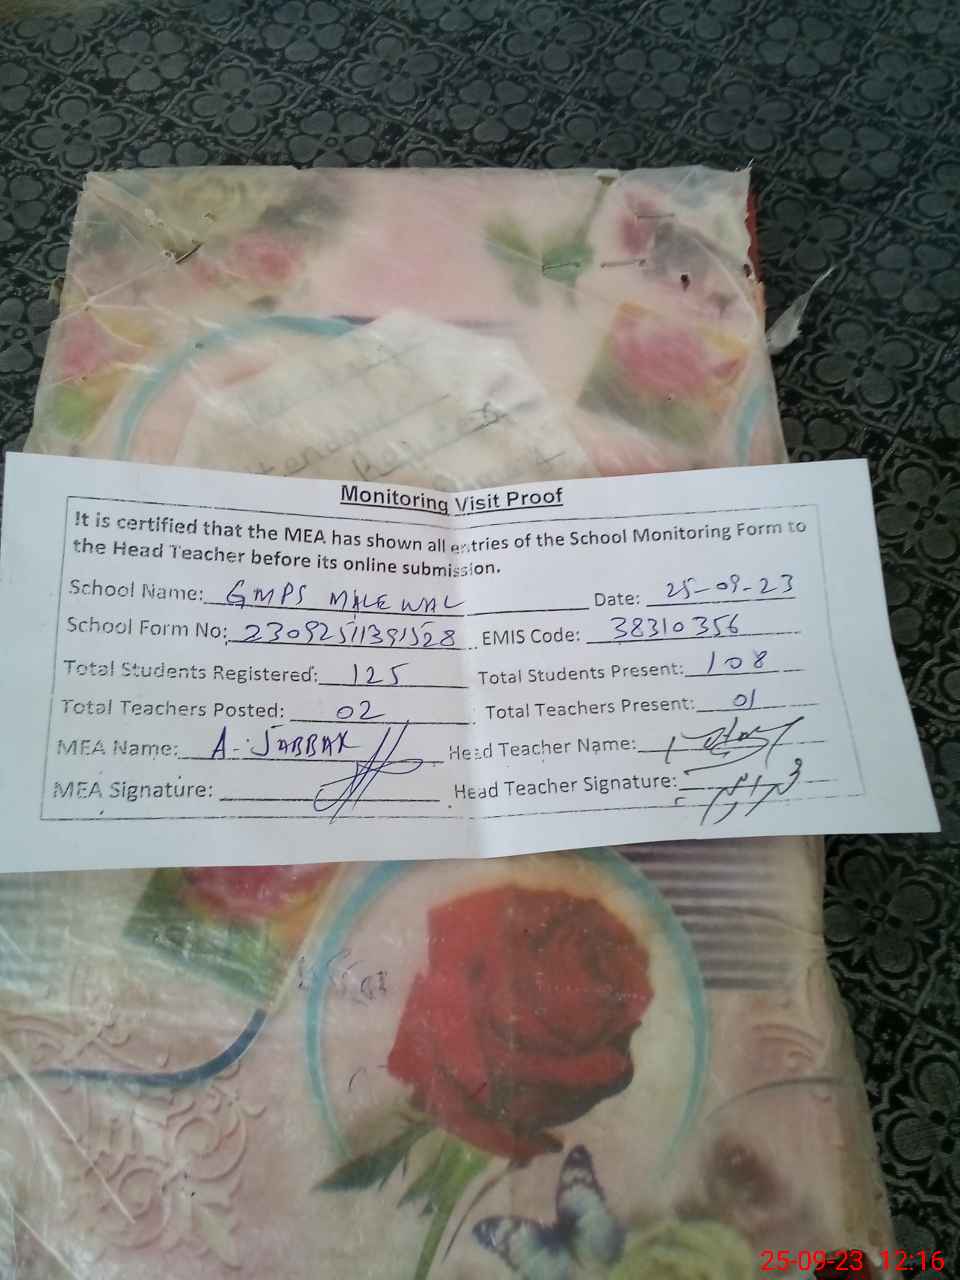 Monitoring Visit Proof
It is certified that the MEA has shown all entries of the School Monitoring Form to
the Head Teacher before its online submission.
School Name: GMPS MALE WAL Date: 25-09-23
School Form No: 23092511391528 EMIS Code: 38310356
Total Students Registered: 125 Total Students Present: 108
Total Teachers Posted: 02 Total Teachers Present: 01
MEA Name: A-JABBAR Head Teacher Name:
MEA Signature: Head Teacher Signature:
25-09-23 12:16